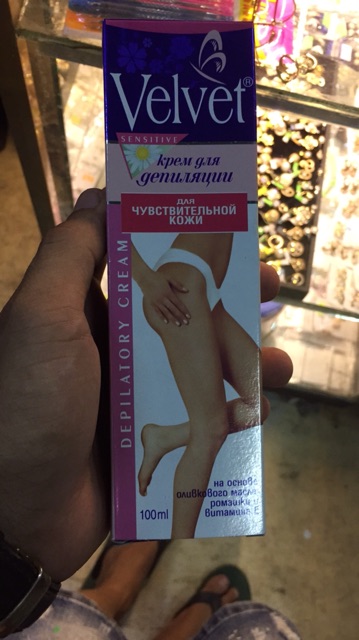 Velvet®
SENSITIVE
крем для
депиляции
для
ЧУВСТВИТЕЛЬНОЙ
КОЖИ
DEPILATORY CREAM
на основе
оливкового масла
ромашки и
витамина Е
100ml